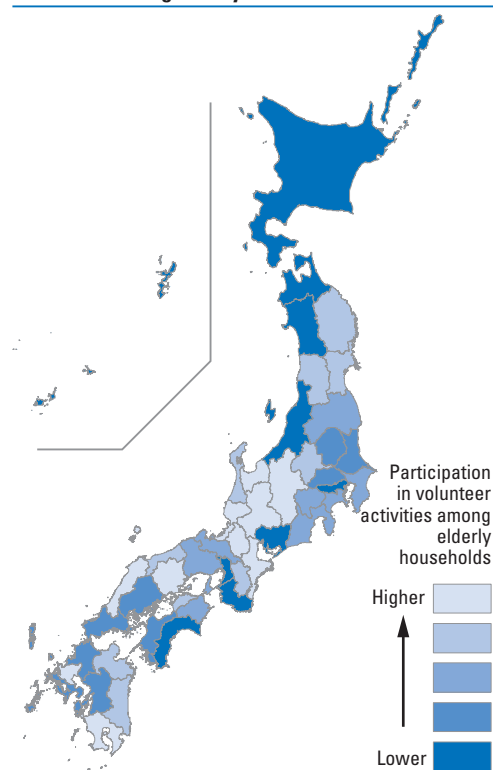 Participation
in volunteer
activities among
elderly
households
Higher
Lower